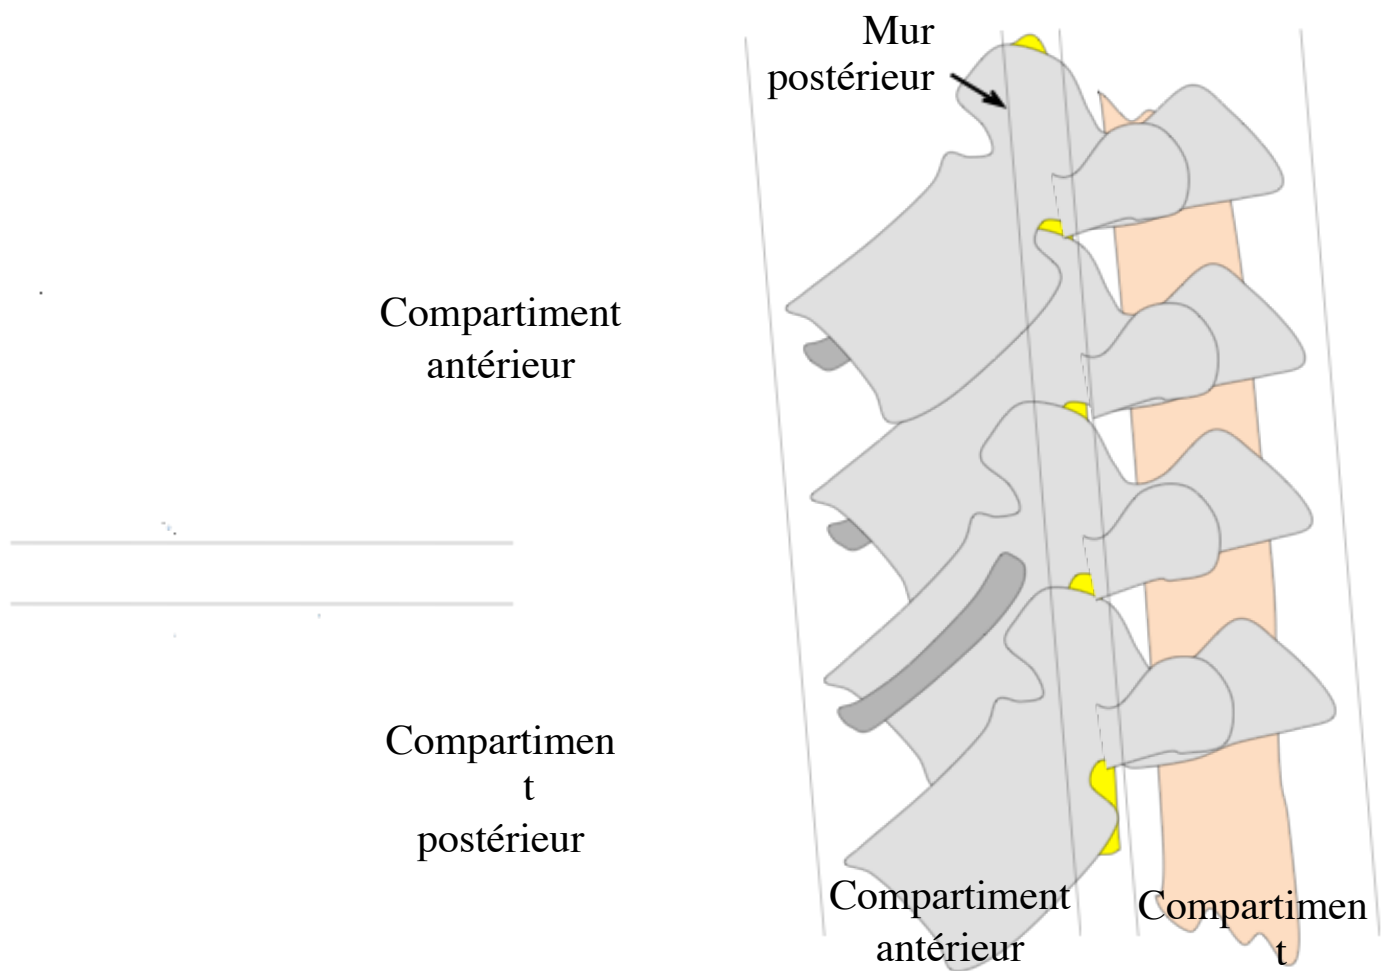 Mur
postérieur
Compartiment
antérieur
Compartimen
t
postérieur
Compartiment
antérieur
Compartimen
t